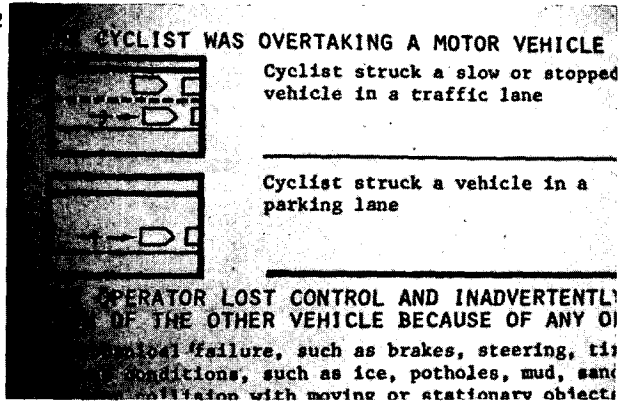 CYCLIST WAS OVERTAKING A MOTOR VEHICLE
Cyclist struck a slow or stopped
vehicle in a traffic lane
Cyclist struck a vehicle in a
parking lane
OPERATOR LOST CONTROL AND INADVERTENTLY
OF THE OTHER VEHICLE BECAUSE OF ANY
failure, such as brakes, steering,
conditions, such as ice, potholes, mud,
collision with moving or stationary